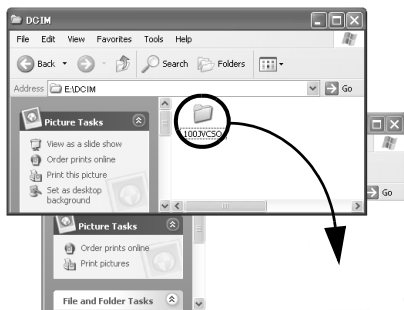 DCIM
File Edit View Favorites Tools Help
Back Search Folders
Address E:\DCIM Go
Picture Tasks
View as a slide show
Order prints online
Print this picture
Set as desktop
background
100JVCSO
Go
Picture Tasks
Order prints online
Print pictures
File and Folder Tasks